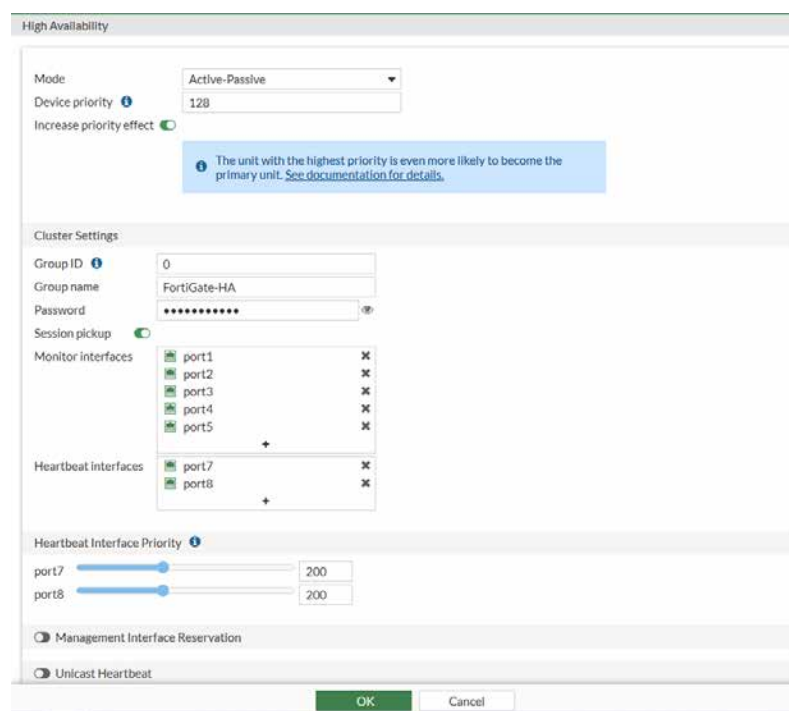 High Availability
Mode Active-Passive
Device priority 128
Increase priority effect
The unit with the highest priority is even more likely to become the
primary unit. See documentation for details.
Cluster Settings
Group ID 0
Group name FortiGate-HA
Password •••••••••••
Session pickup
Monitor interfaces port1
port2
port3
port4
port5
+
Heartbeat interfaces port7
port8
+
Heartbeat Interface Priority
port7 200
port8 200
Management Interface Reservation
Unicast Heartbeat
OK Cancel